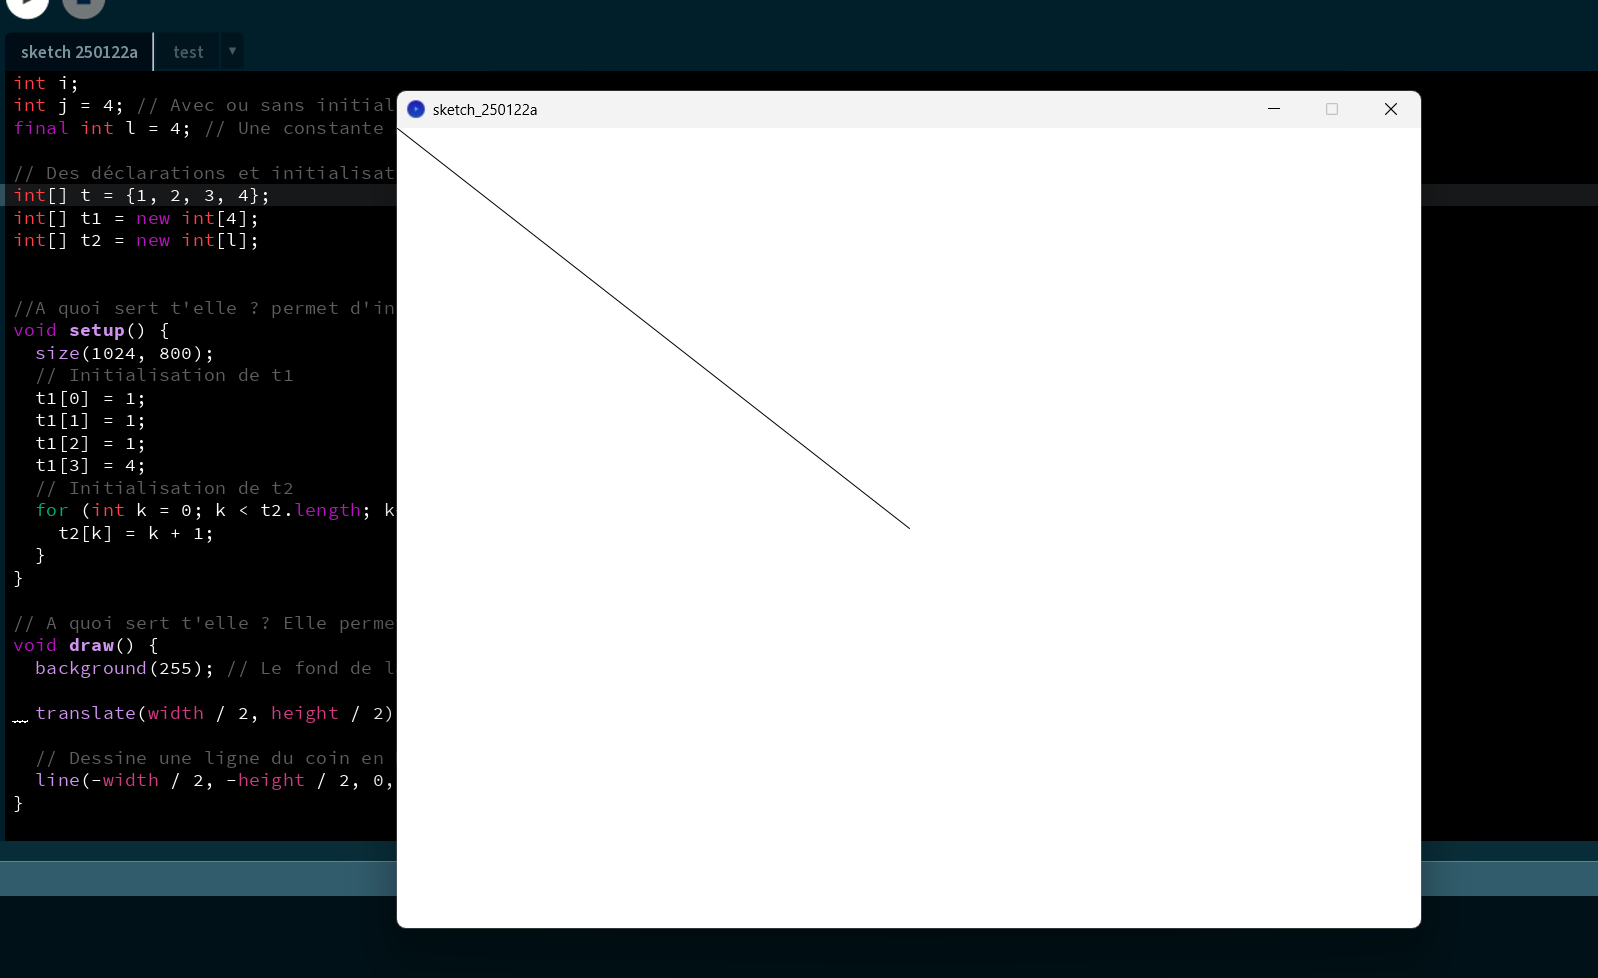 sketch 250122a
test
int i;
int j = 4; // Avec ou sans initial
final int l = 4; // Une constante
// Des déclarations et initialisat
int[] t = {1, 2, 3, 4};
int[] t1 = new int[4];
int[] t2 = new int[l];
//A quoi sert t'elle ? permet d'in
void setup() {
  size(1024, 800);
  // Initialisation de t1
  t1[0] = 1;
  t1[1] = 1;
  t1[2] = 1;
  t1[3] = 4;
  // Initialisation de t2
  for (int k = 0; k < t2.length; k
    t2[k] = k + 1;
  }
}
// A quoi sert t'elle ? Elle perme
void draw() {
  background(255); // Le fond de l
  translate(width / 2, height / 2)
  // Dessine une ligne du coin en
  line(-width / 2, -height / 2, 0,
}
sketch_250122a